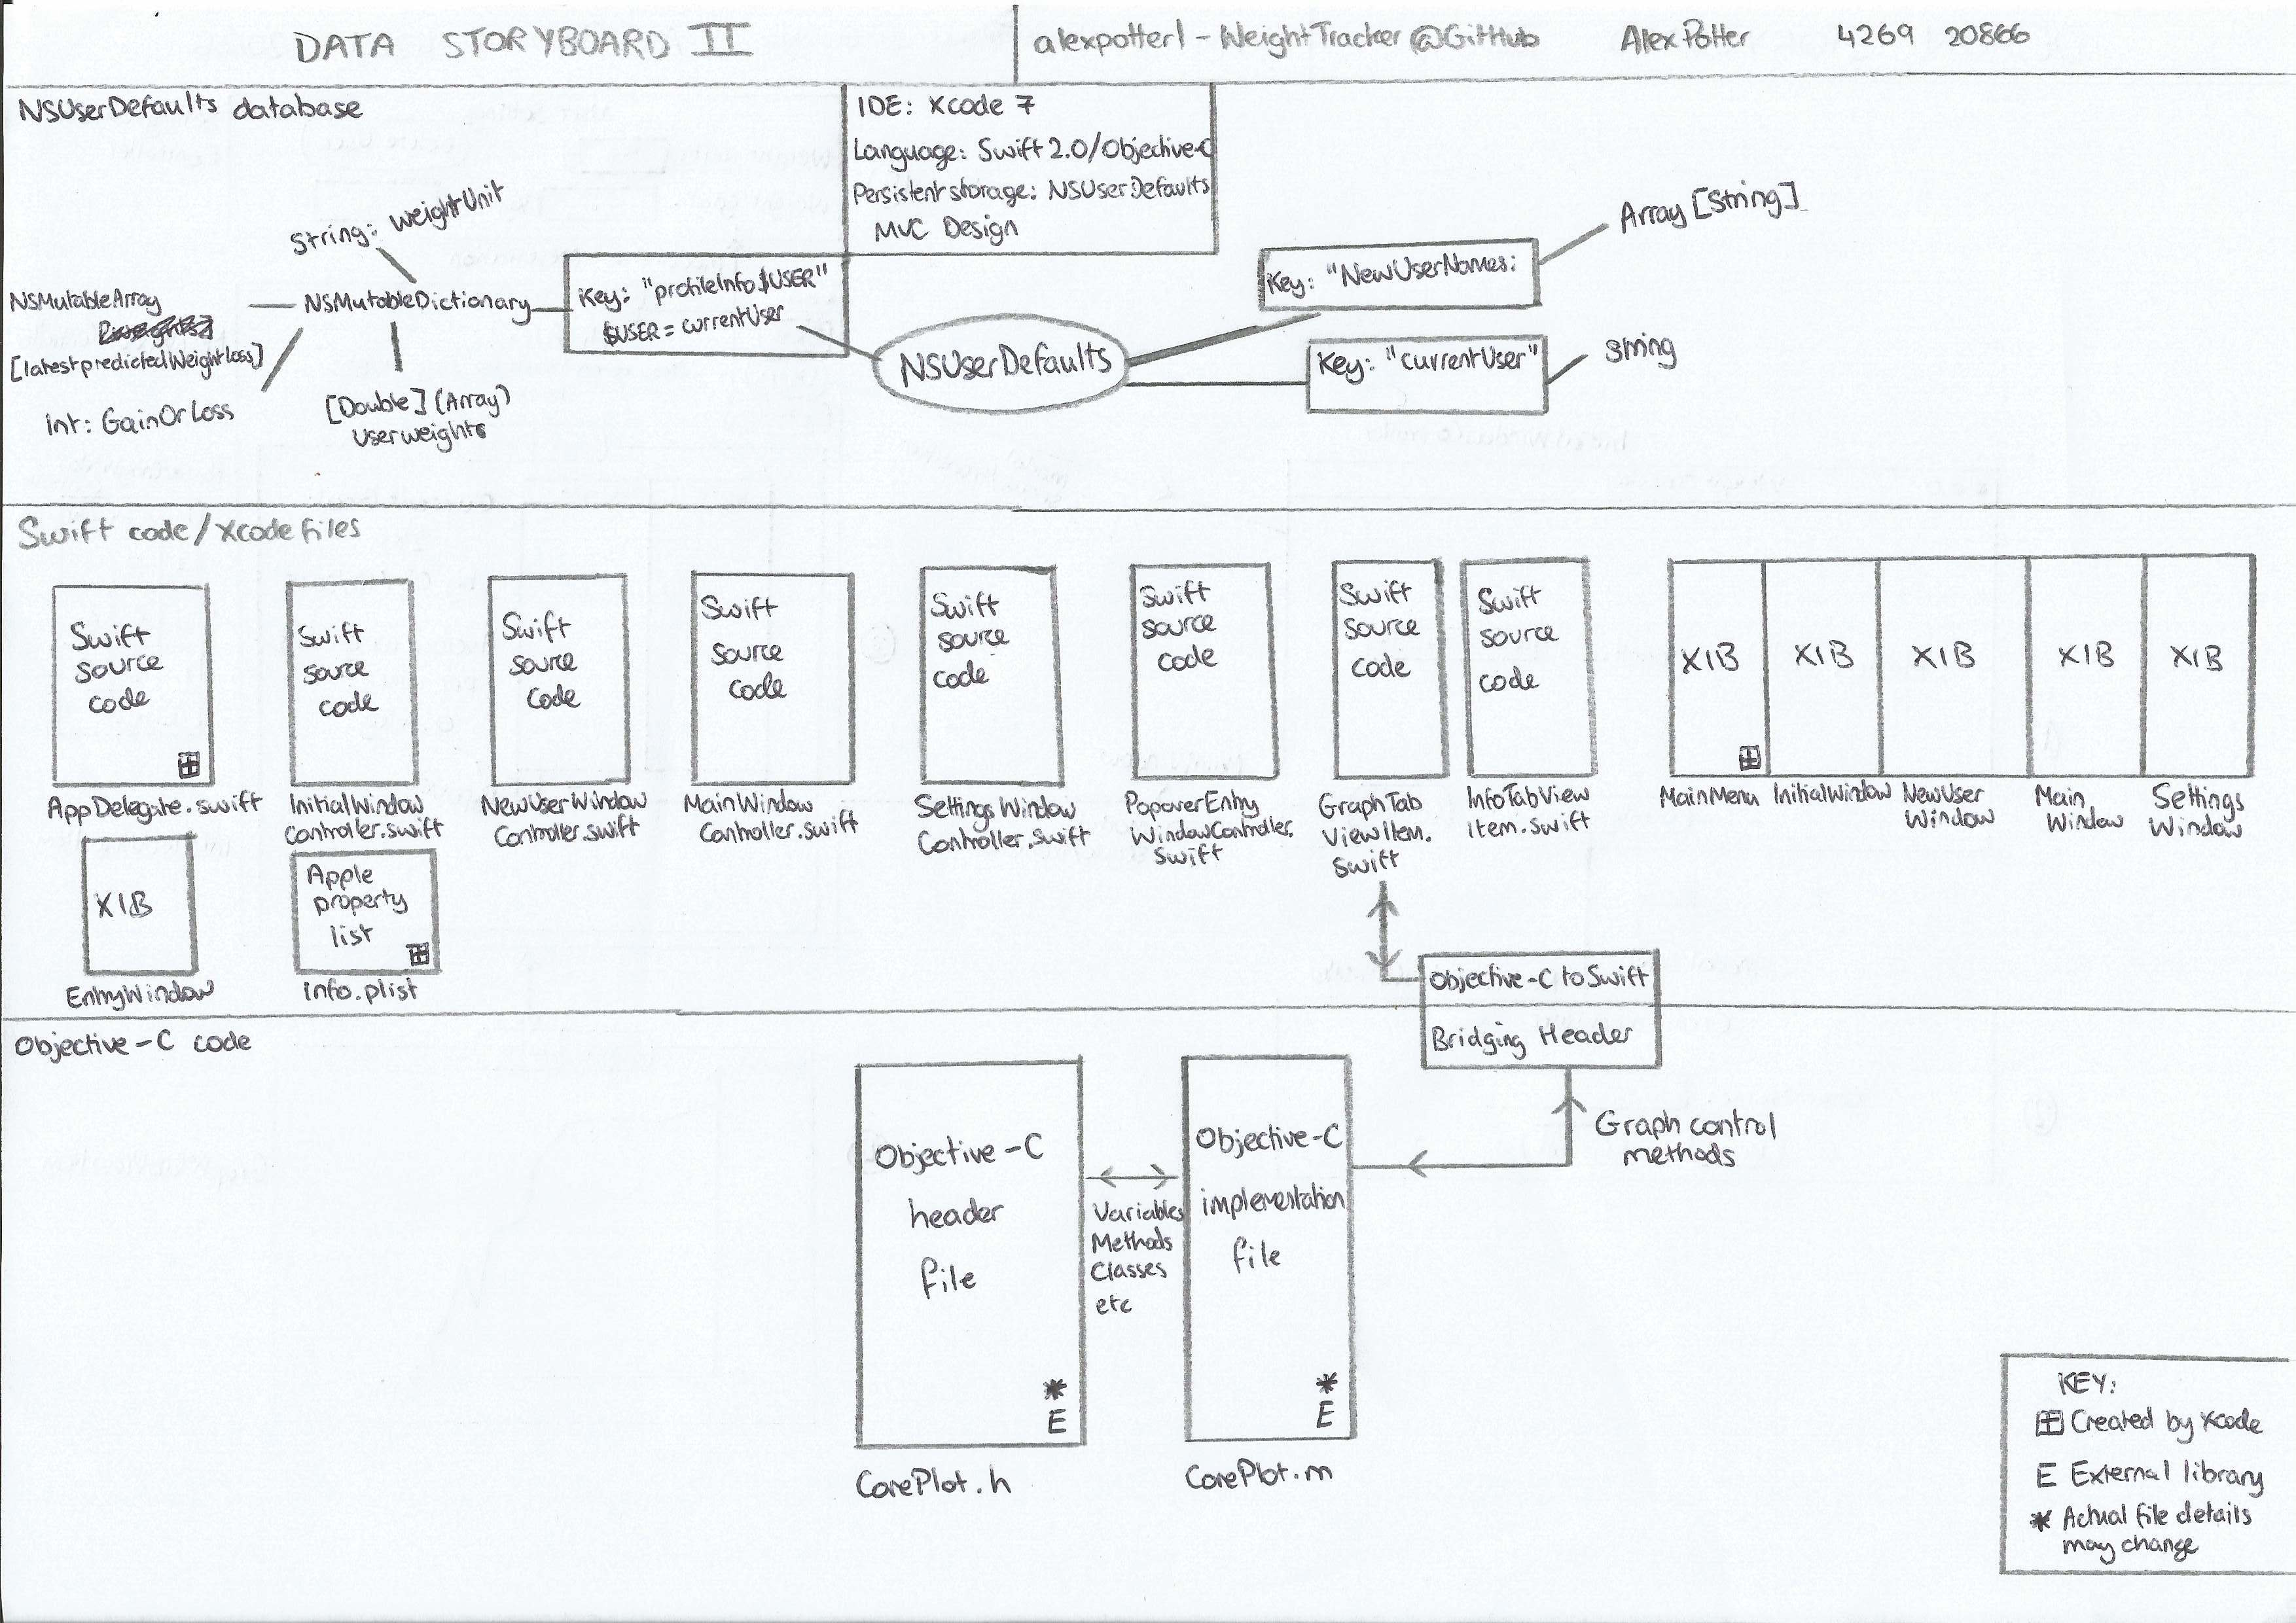 DATA STORYBOARD II
alexpotter1 - WeightTracker@GitHub Alex Potter 4269 20866
NSUserDefaults database
IDE: Xcode 7
Language: Swift 2.0/Objective-C
Persistent storage: NSUserDefaults
MVC Design
String: weightUnit
NSMutableArray
[latestpredictedWeightLoss]
NSMutableDictionary
Int: GainOrLoss
[Double] (Array)
Userweights
Key: "profileInfo$USER"
$USER = currentUser
NSUserDefaults
Key: "NewUserNames:
Array [String]
Key: "currentUser"
String
Swift code/Xcode files
Swift
source
code
AppDelegate.swift
Swift
source
code
InitialWindow
Controller.swift
Swift
source
code
NewUserWindow
Controller.swift
Swift
source
code
MainWindow
Controller.swift
Swift
source
code
Settings Window
Controller.swift
Swift
source
code
PopoverEntry
WindowController.
swift
Swift
source
code
GraphTab
ViewItem.
swift
Swift
source
code
InfoTabView
Item.swift
XIB
MainMenu
XIB
InitialWindow
XIB
NewUser
Window
XIB
Main
Window
XIB
Settings
Window
XIB
EntryWindow
Apple
property
list
info.plist
Objective-C to Swift
Bridging Header
Objective-C code
Objective-C
header
file
* E
CorePlot.h
Variables
Methods
Classes
etc
Objective-C
implementation
file
* E
CorePlot.m
Graph control
methods
KEY:
Created by Xcode
E External library
* Actual file details
may change